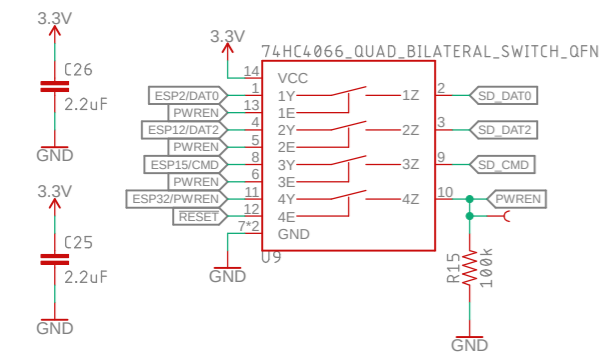 3.3V
C26
2.2uF
GND
3.3V
C25
2.2uF
GND
3.3V
74HC4066_QUAD_BILATERAL_SWITCH_QFN
14 VCC
ESP2/DAT0 1 1Y 1Z 2 SD_DAT0
PWREN 13 1E
ESP12/DAT2 4 2Y 2Z 3 SD_DAT2
PWREN 5 2E
ESP15/CMD 8 3Y 3Z 9 SD_CMD
PWREN 6 3E
ESP32/PWREN 11 4Y 4Z 10 PWREN
RESET 12 4E
7*2 GND
U9
GND
R15
100k
GND